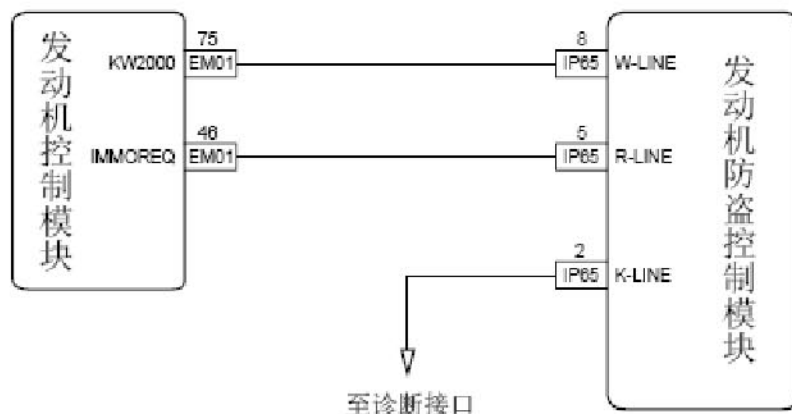 发动机控制模块
75
KW2000 EM01
46
IMMOREQ EM01
8
IP65 W-LINE
5
IP65 R-LINE
2
IP65 K-LINE
发动机防盗控制模块
至诊断接口